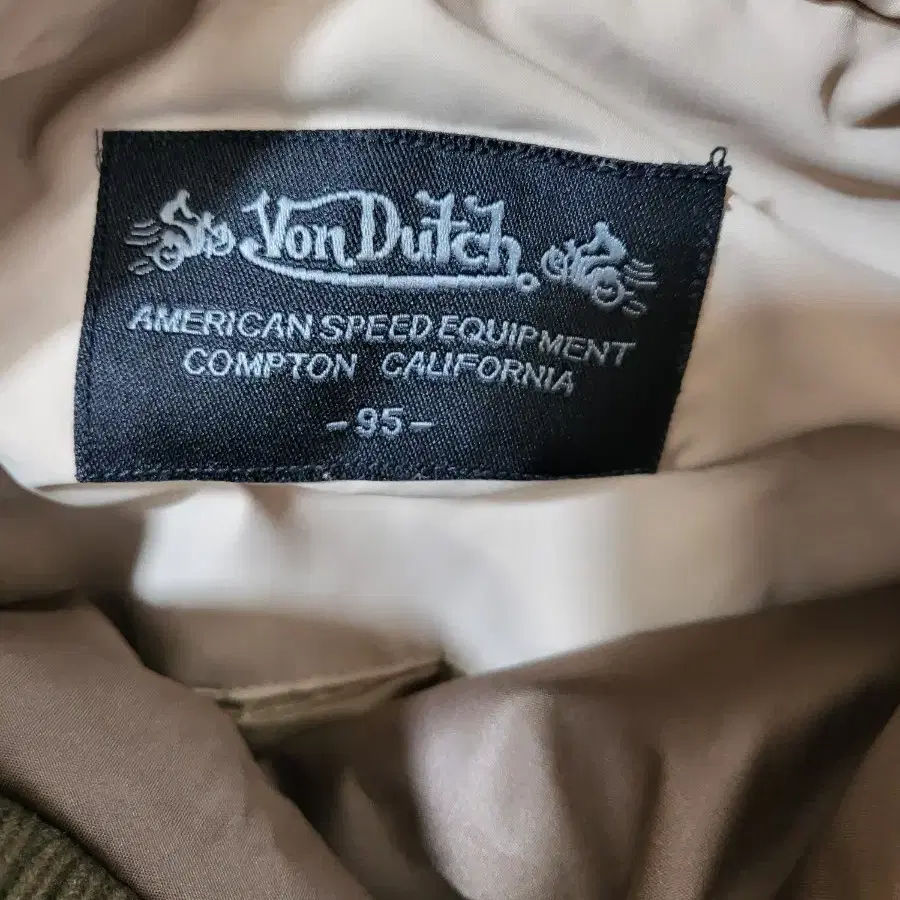 Von Dutch
AMERICAN SPEED EQUIPMENT
COMPTON CALIFORNIA
-95-